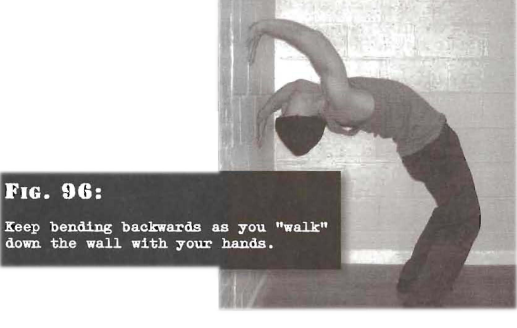 Fig. 96:
Keep bending backwards as you "walk"
down the wall with your hands.